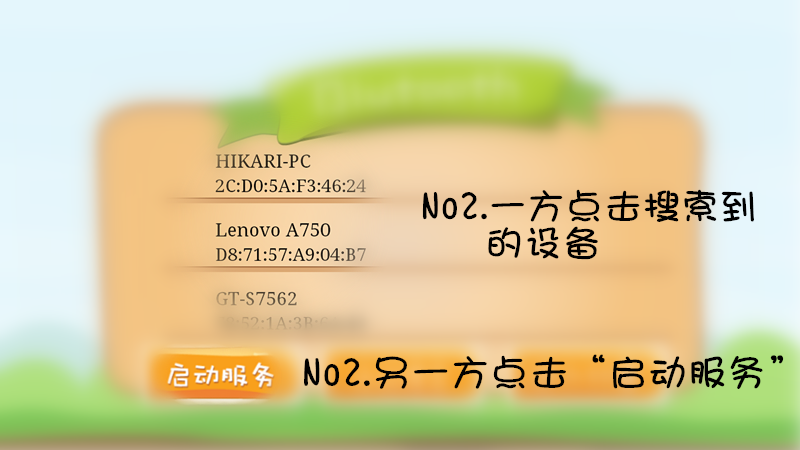 HIKARI-PC
2C:D0:5A:F3:46:24
No2.一方点击搜索到
的设备
Lenovo A750
D8:71:57:A9:04:B7
GT-S7562
启动服务
No2.另一方点击“启动服务”